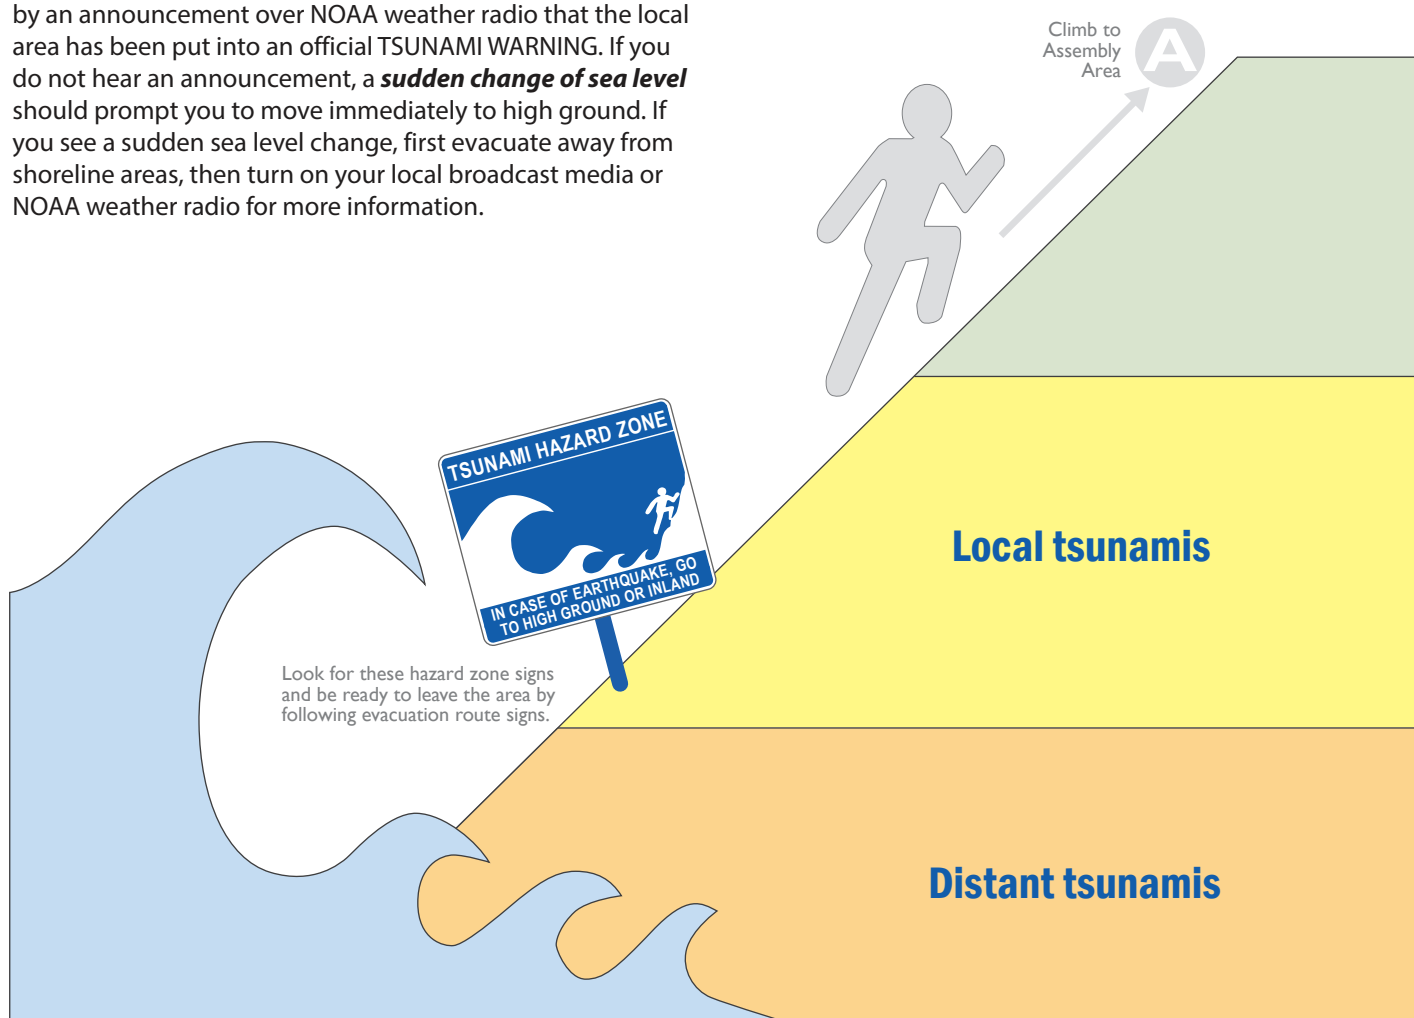 by an announcement over NOAA weather radio that the local
area has been put into an official TSUNAMI WARNING. If you
do not hear an announcement, a sudden change of sea level
should prompt you to move immediately to high ground. If
you see a sudden sea level change, first evacuate away from
shoreline areas, then turn on your local broadcast media or
NOAA weather radio for more information.
Climb to
Assembly
Area
A
TSUNAMI HAZARD ZONE
IN CASE OF EARTHQUAKE, GO
TO HIGH GROUND OR INLAND
Look for these hazard zone signs
and be ready to leave the area by
following evacuation route signs.
Local tsunamis
Distant tsunamis